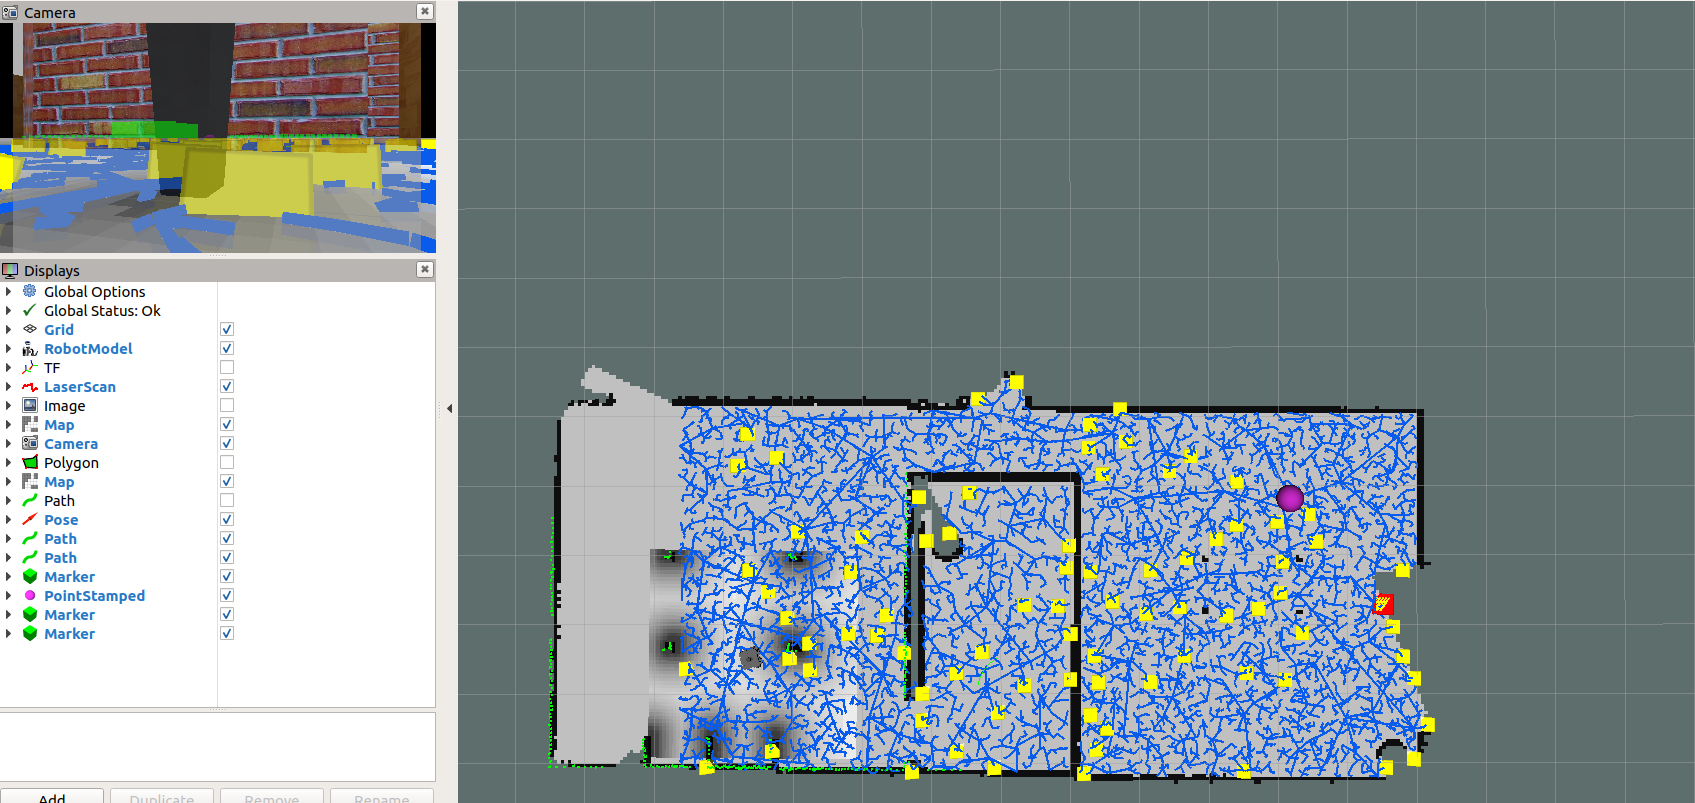 Camera
Displays
Global Options
Global Status: Ok
Grid
RobotModel
TF
LaserScan
Image
Map
Camera
Polygon
Map
Path
Pose
Path
Path
Marker
PointStamped
Marker
Marker
Add
Duplicate
Remove
Rename